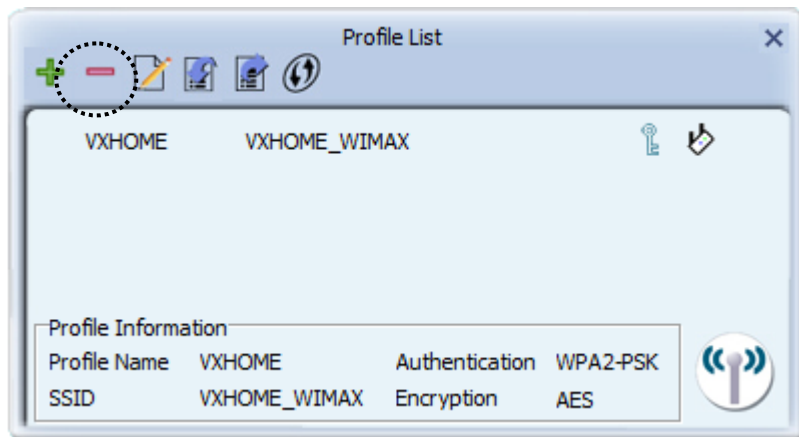 Profile List
VXHOME VXHOME_WIMAX
Profile Information
Profile Name VXHOME Authentication WPA2-PSK
SSID VXHOME_WIMAX Encryption AES